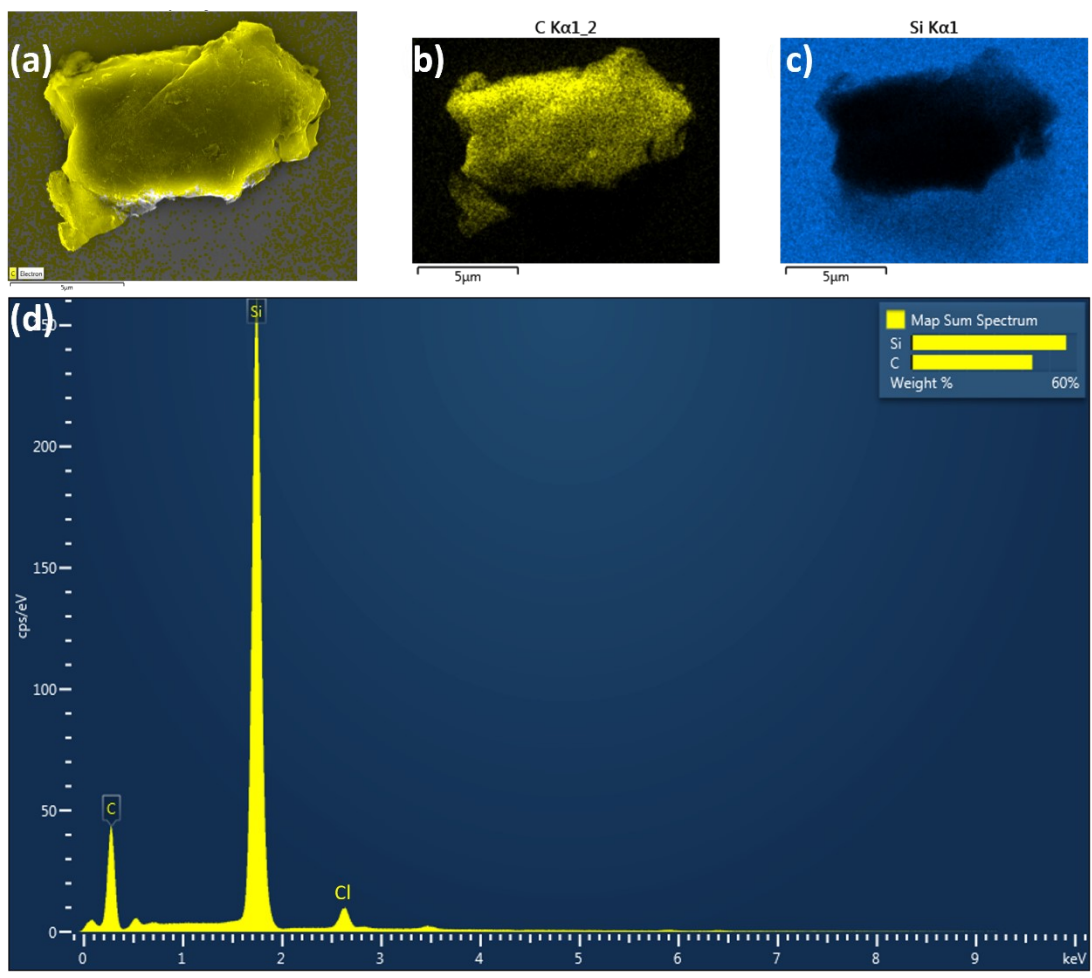 (a)
C Electron
5μm
C Kα1_2
b)
5μm
Si Kα1
c)
5μm
(d)
Si
Map Sum Spectrum
Si
C
Weight % 60%
200
150
cps/eV
100
50
C
Cl
0
0 1 2 3 4 5 6 7 8 9 keV